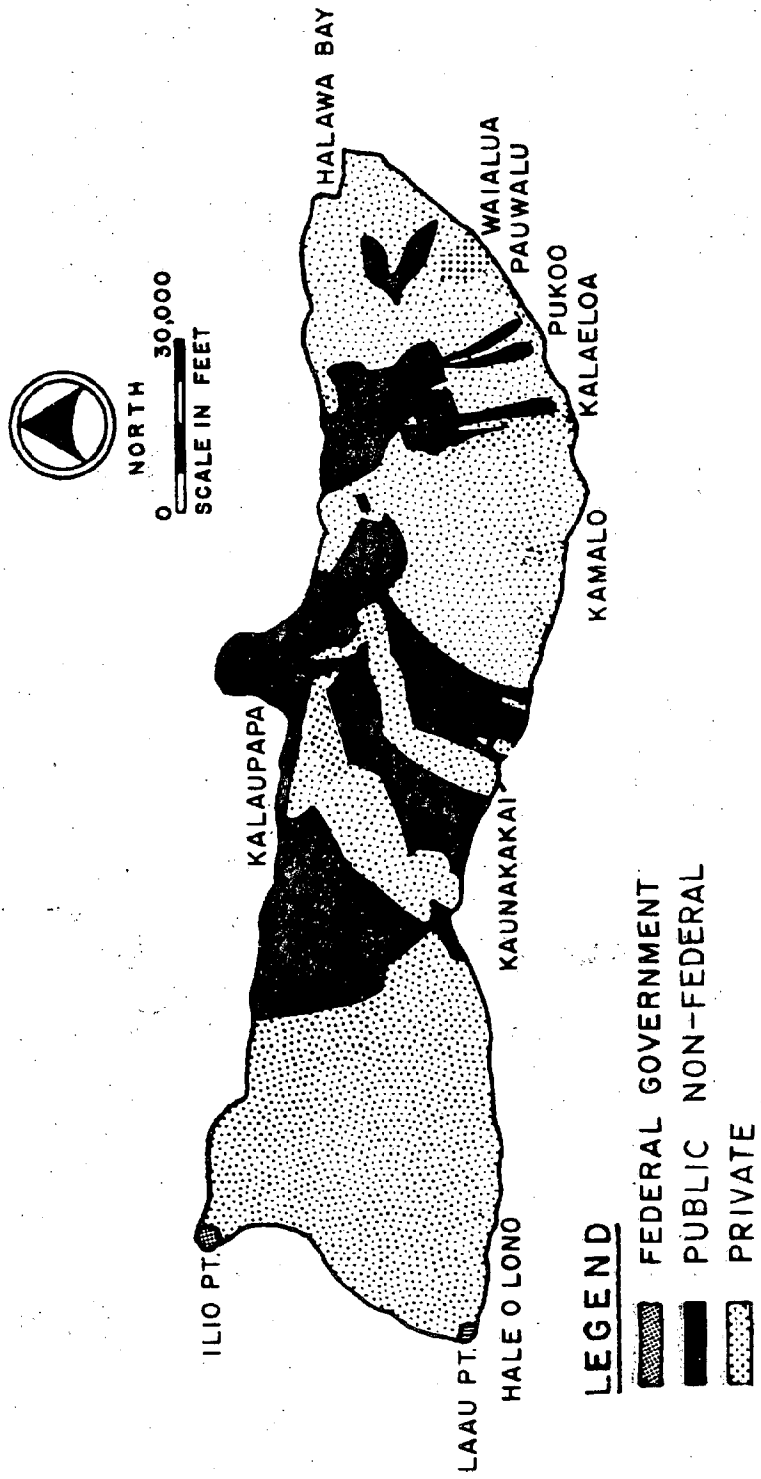 NORTH
0 30,000
SCALE IN FEET
HALAWA BAY
KALAUPAPA
ILIO PT.
WAIALUA
PAUWALU
PUKOO
KALAELOA
KAMALO
KAUNAKAKAI
LAAU PT.
HALE O LONO
LEGEND
FEDERAL GOVERNMENT
PUBLIC NON-FEDERAL
PRIVATE